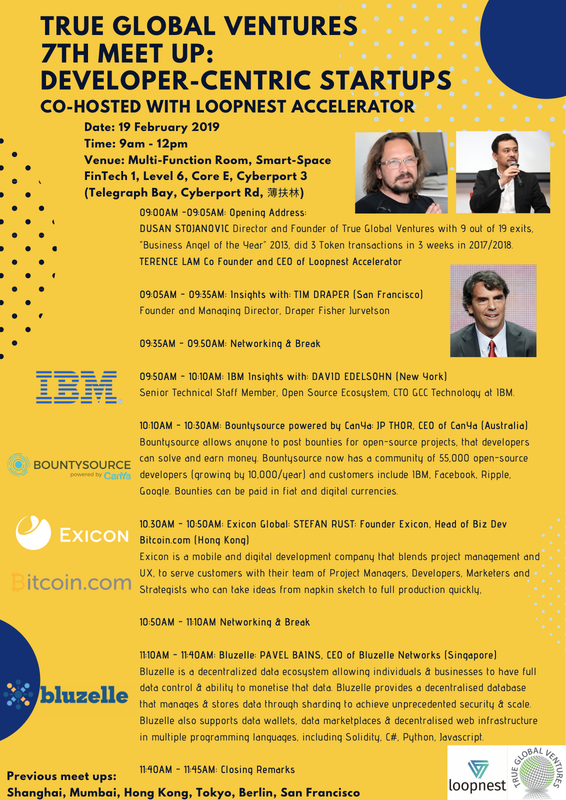 TRUE GLOBAL VENTURES
7TH MEET UP:
DEVELOPER-CENTRIC STARTUPS
CO-HOSTED WITH LOOPNEST ACCELERATOR
Date: 19 February 2019
Time: 9am - 12pm
Venue: Multi-Function Room, Smart-Space
FinTech 1, Level 6, Core E, Cyberport 3
(Telegraph Bay, Cyberport Rd, 薄扶林)
09:00AM -09:05AM: Opening Address:
DUSAN STOJANOVIC Director and Founder of True Global Ventures with 9 out of 19 exits,
"Business Angel of the Year" 2013, did 3 Token transactions in 3 weeks in 2017/2018.
TERENCE LAM Co Founder and CEO of Loopnest Accelerator
09:05AM - 09:35AM: Insights with: TIM DRAPER (San Francisco)
Founder and Managing Director, Draper Fisher Jurvetson
09:35AM - 09.50AM: Networking & Break
IBM
09:50AM - 10:10AM: IBM Insights with: DAVID EDELSOHN (New York)
Senior Technical Staff Member, Open Source Ecosystem, CTO GCC Technology at IBM.
10:10AM - 10:30AM: Bountysource powered by CanYa: JP THOR, CEO of CanYa (Australia)
Bountysource allows anyone to post bounties for open-source projects, that developers
can solve and earn money. Bountysource now has a community of 55,000 open-source
developers (growing by 10,000/year) and customers include IBM, Facebook, Ripple,
Google. Bounties can be paid in fiat and digital currencies.
BOUNTYSOURCE
powered by CanYa
10.30AM - 10:50AM: Exicon Global: STEFAN RUST: Founder Exicon, Head of Biz Dev
Bitcoin.com (Hong Kong)
Exicon is a mobile and digital development company that blends project management and
UX, to serve customers with their team of Project Managers, Developers, Marketers and
Strategists who can take ideas from napkin sketch to full production quickly,
EXICON
Bitcoin.com
10:50AM - 11:10AM Networking & Break
11:10AM - 11:40AM: Bluzelle: PAVEL BAINS, CEO of Bluzelle Networks (Singapore)
Bluzelle is a decentralized data ecosystem allowing individuals & businesses to have full
data control & ability to monetise that data. Bluzelle provides a decentralised database
that manages & stores data through sharding to achieve unprecedented security & scale.
Bluzelle also supports data wallets, data marketplaces & decentralised web infrastructure
in multiple programming languages, including Solidity, C#, Python, Javascript.
bluzelle
11:40AM - 11:45AM: Closing Remarks
Previous meet ups:
Shanghai, Mumbai, Hong Kong, Tokyo, Berlin, San Francisco
loopnest
TRUE GLOBAL VENTURES